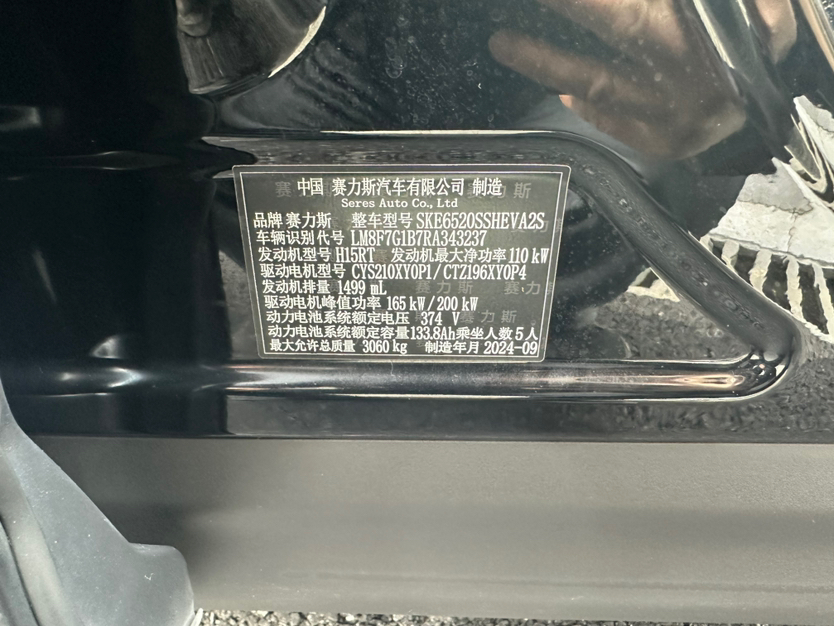 中国 赛力斯汽车有限公司 制造
Seres Auto Co., Ltd
品牌 赛力斯 整车型号 SKE6520SSHEVA2S
车辆识别代号 LM8F7G1B7RA343237
发动机型号 H15RT 发动机最大净功率 110 kW
驱动电机型号 CYS210XY0P1/CTZ196XY0P4
发动机排量 1499 mL
驱动电机峰值功率 165 kW/200 kW
动力电池系统额定电压 374 V
动力电池系统额定容量133.8Ah乘坐人数 5 人
最大允许总质量 3060 kg 制造年月 2024-09